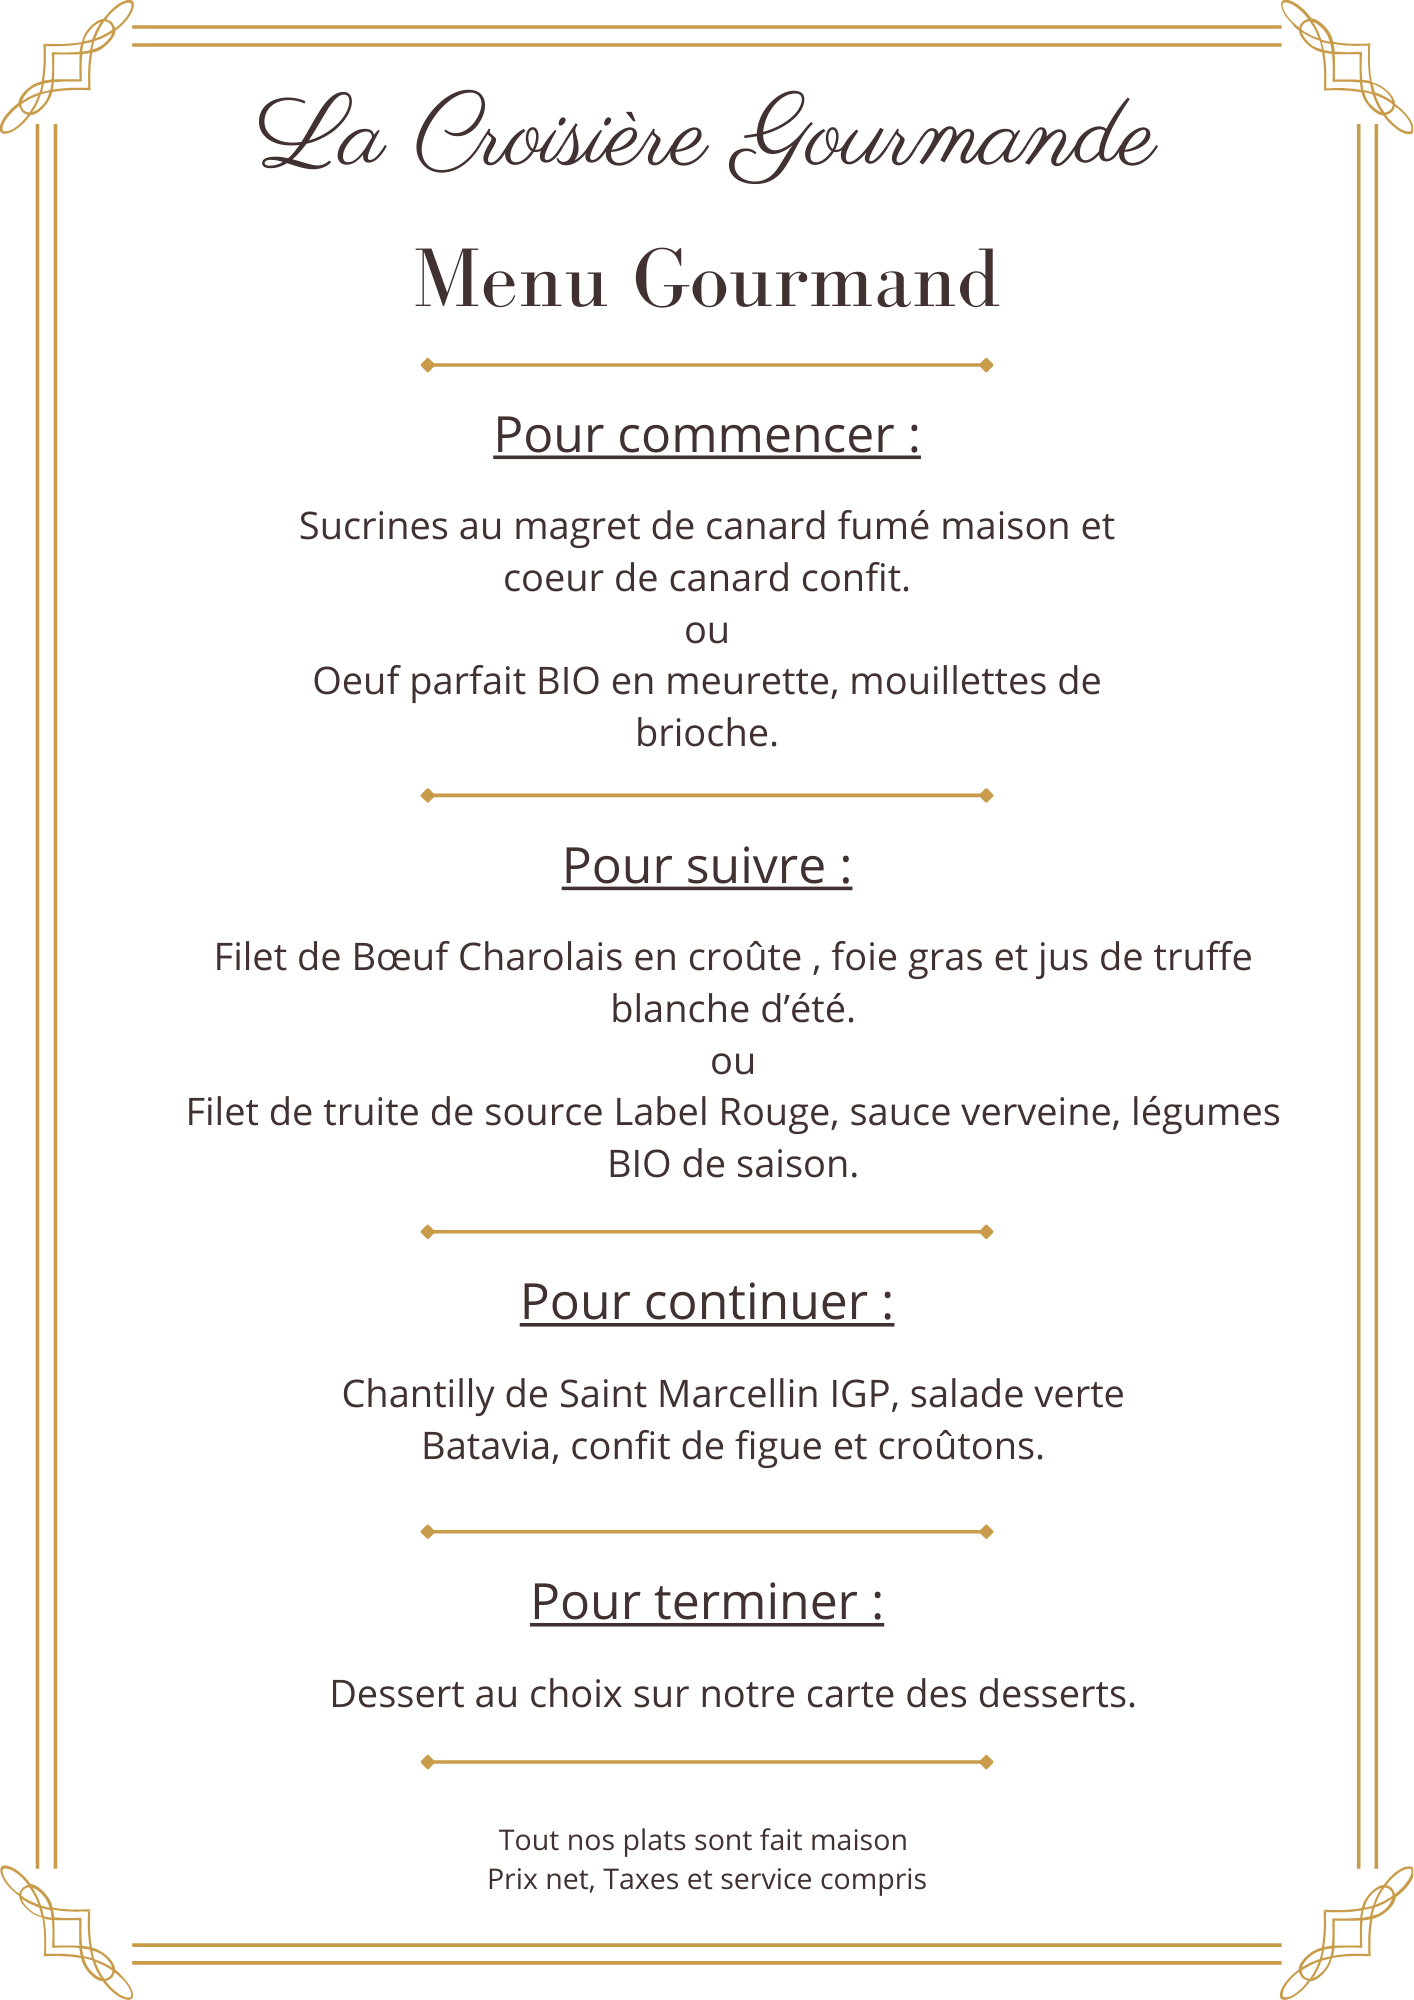 La Croisière Gourmande
Menu Gourmand
Pour commencer :
Sucrines au magret de canard fumé maison et
coeur de canard confit.
ou
Oeuf parfait BIO en meurette, mouillettes de
brioche.
Pour suivre :
Filet de Bœuf Charolais en croûte , foie gras et jus de truffe
blanche d’été.
ou
Filet de truite de source Label Rouge, sauce verveine, légumes
BIO de saison.
Pour continuer :
Chantilly de Saint Marcellin IGP, salade verte
Batavia, confit de figue et croûtons.
Pour terminer :
Dessert au choix sur notre carte des desserts.
Tout nos plats sont fait maison
Prix net, Taxes et service compris